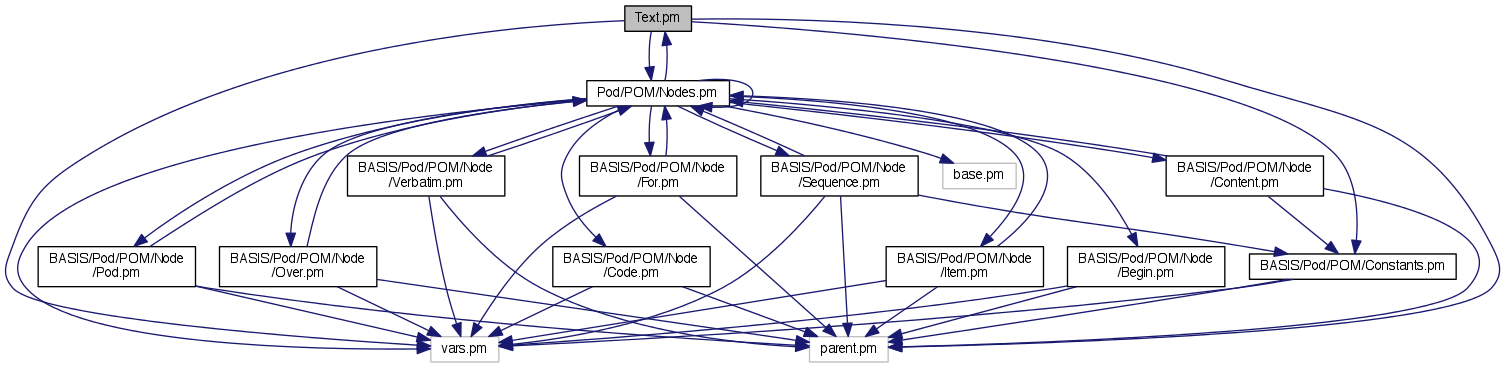 Text.pm
Pod/POM/Nodes.pm
BASIS/Pod/POM/Node
/Verbatim.pm
BASIS/Pod/POM/Node
/For.pm
BASIS/Pod/POM/Node
/Sequence.pm
base.pm
BASIS/Pod/POM/Node
/Content.pm
BASIS/Pod/POM/Node
/Pod.pm
BASIS/Pod/POM/Node
/Over.pm
BASIS/Pod/POM/Node
/Code.pm
BASIS/Pod/POM/Node
/Item.pm
BASIS/Pod/POM/Node
/Begin.pm
BASIS/Pod/POM/Constants.pm
vars.pm
parent.pm